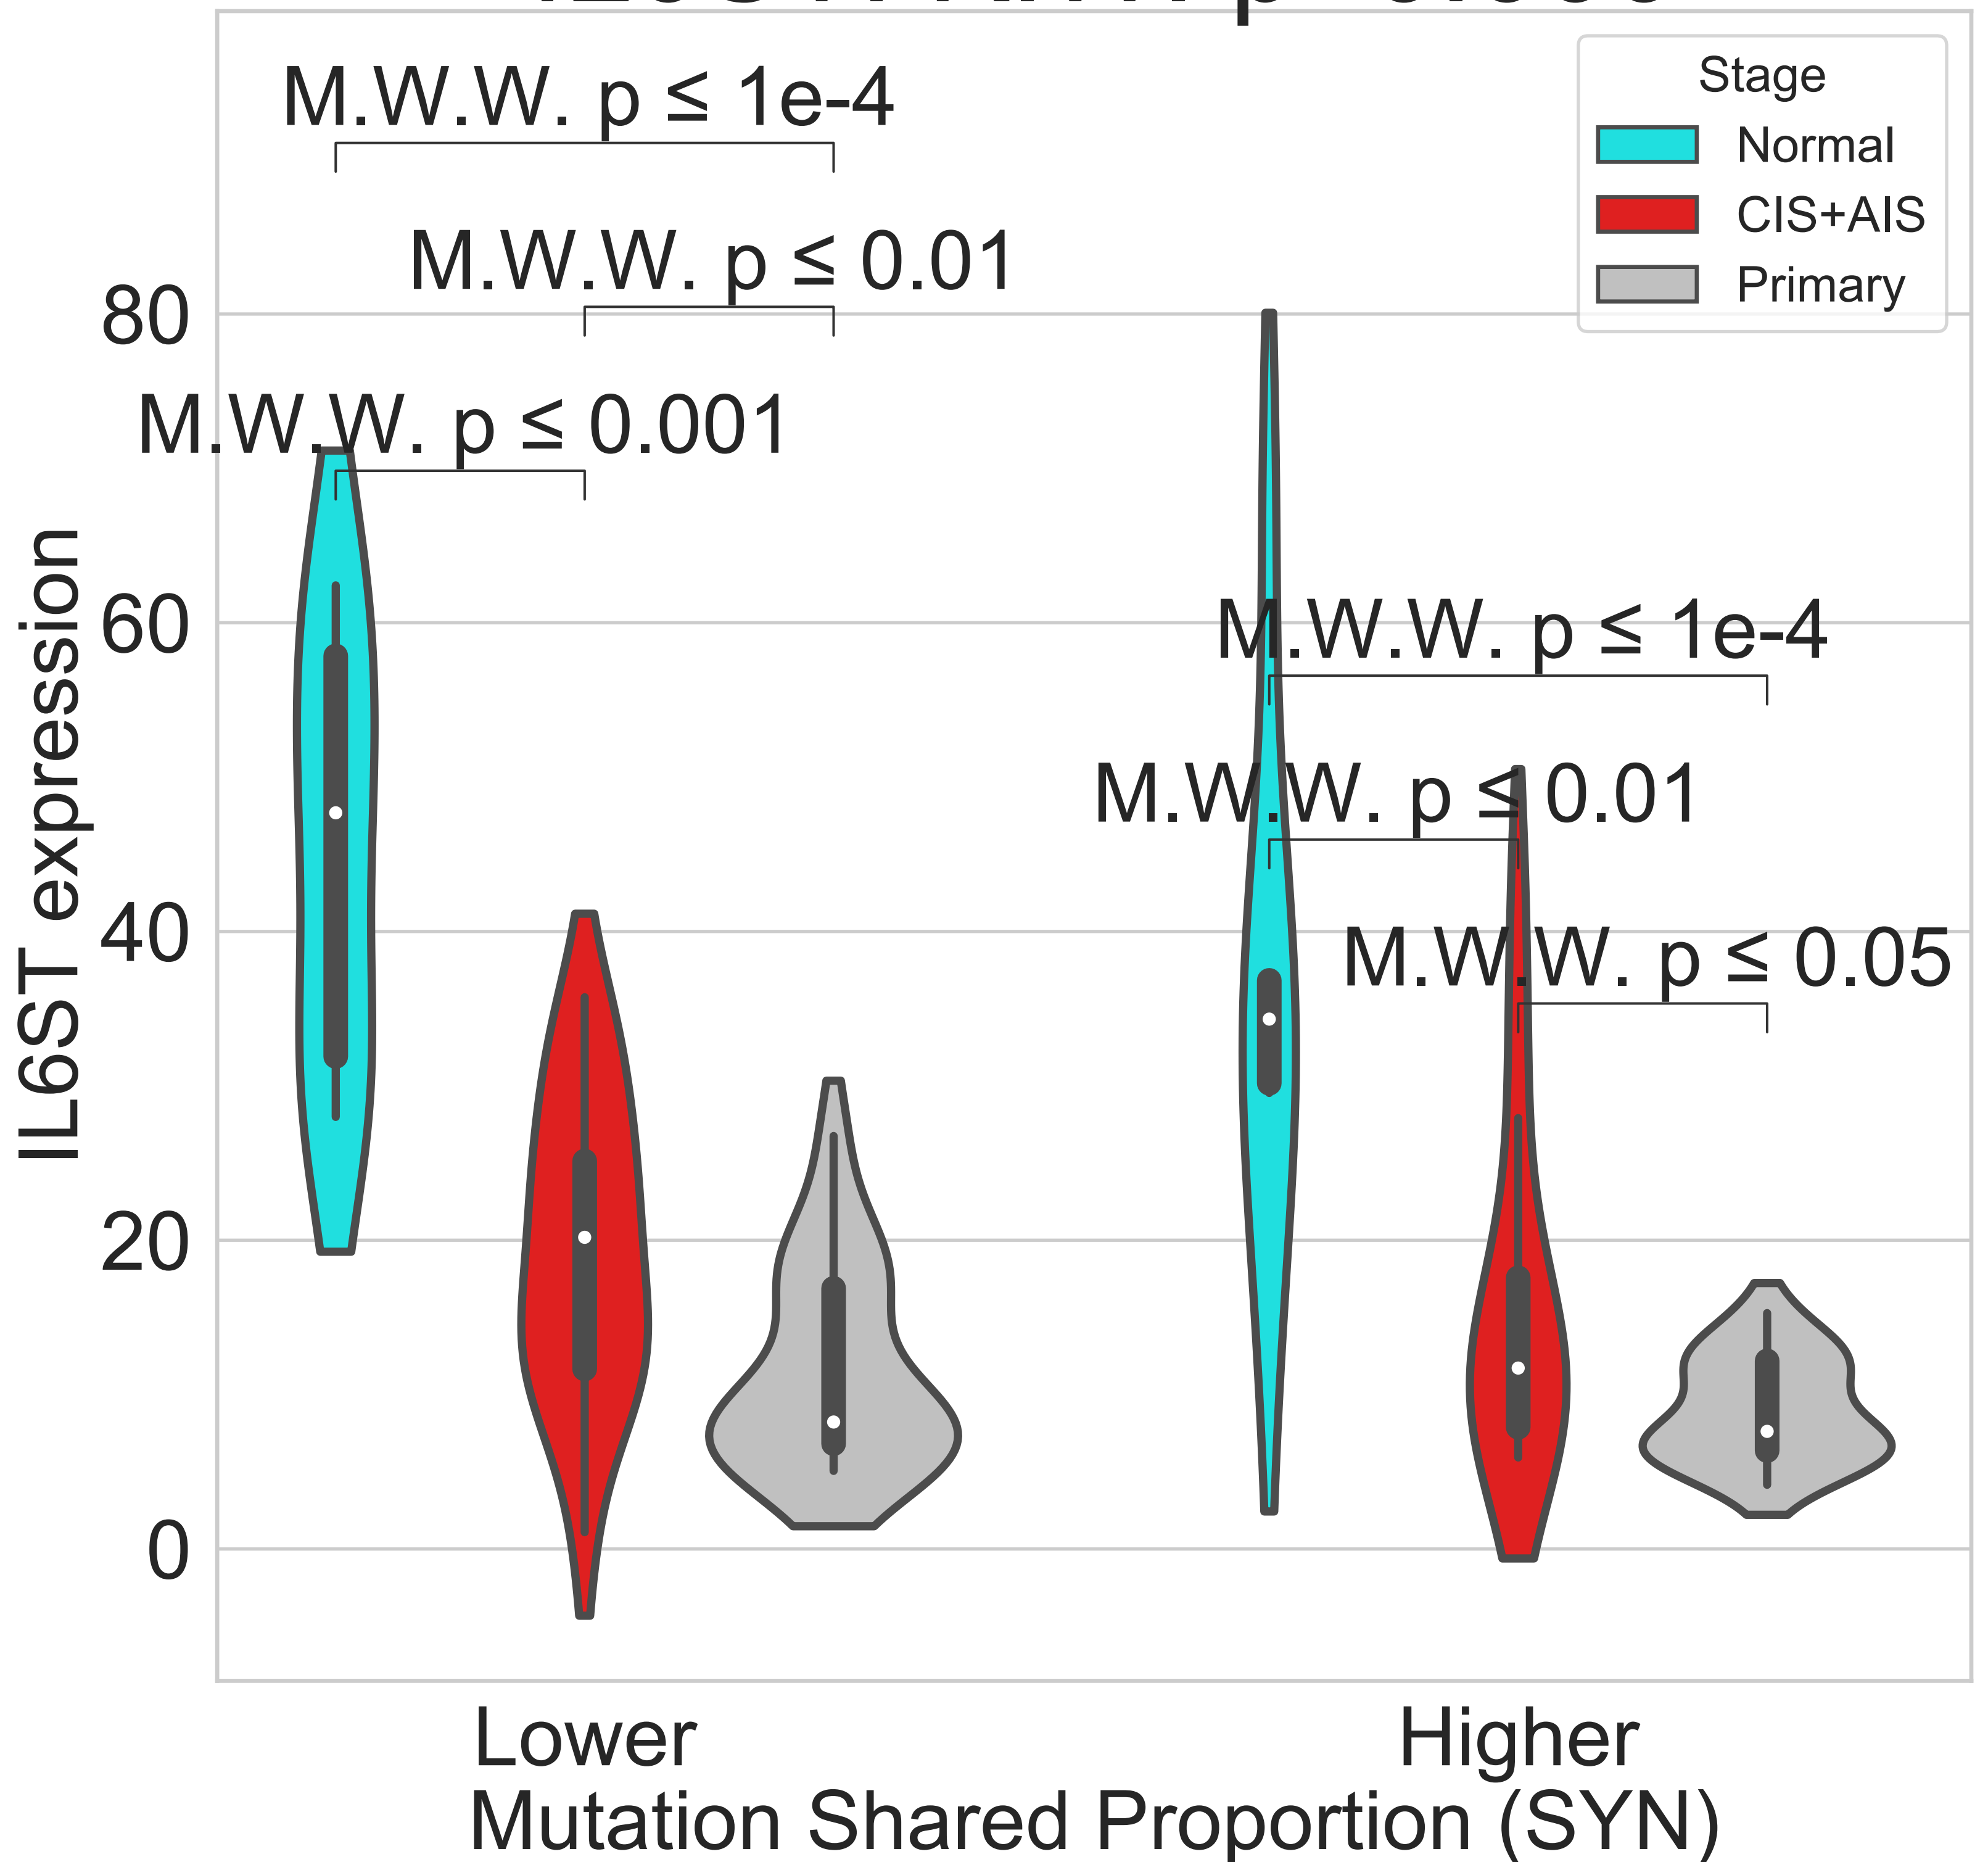 M.W.W. p ≤ 1e-4
M.W.W. p ≤ 0.01
M.W.W. p ≤ 0.001
M.W.W. p ≤ 1e-4
M.W.W. p ≤ 0.01
M.W.W. p ≤ 0.05
Stage
Normal
CIS+AIS
Primary
80
60
40
20
0
IL6ST expression
Lower
Higher
Mutation Shared Proportion (SYN)